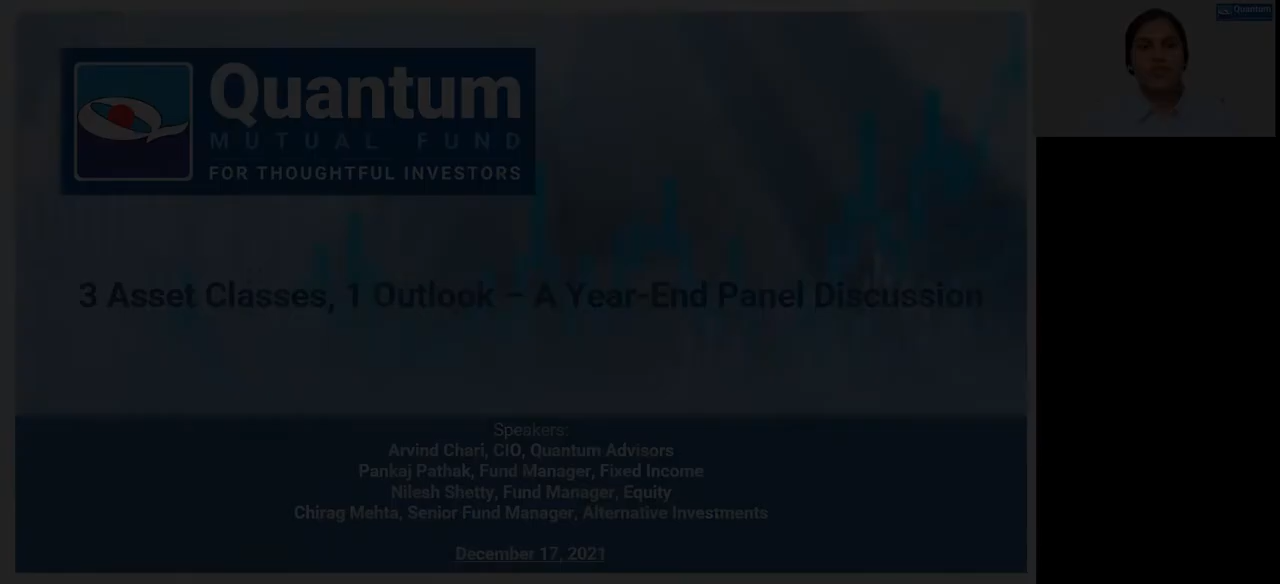 Quantum
MUTUAL FUND
FOR THOUGHTFUL INVESTORS
3 Asset Classes, 1 Outlook – A Year-End Panel Discussion
Speakers:
Arvind Chari, CIO, Quantum Advisors
Pankaj Pathak, Fund Manager, Fixed Income
Nilesh Shetty, Fund Manager, Equity
Chirag Mehta, Senior Fund Manager, Alternative Investments
December 17, 2021
Quantum